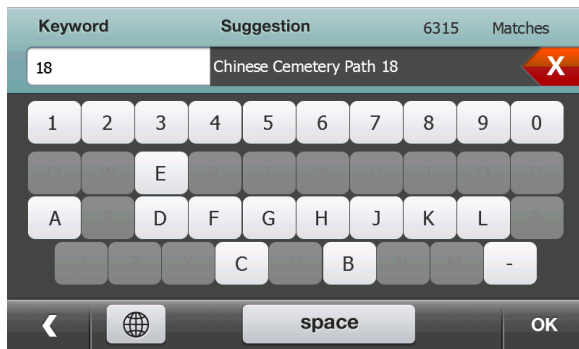 Keyword Suggestion 6315 Matches
18 Chinese Cemetery Path 18 X
1 2 3 4 5 6 7 8 9 0
Q W E R T Y U I O P
A S D F G H J K L &
/ Z X C V B N M -
space OK